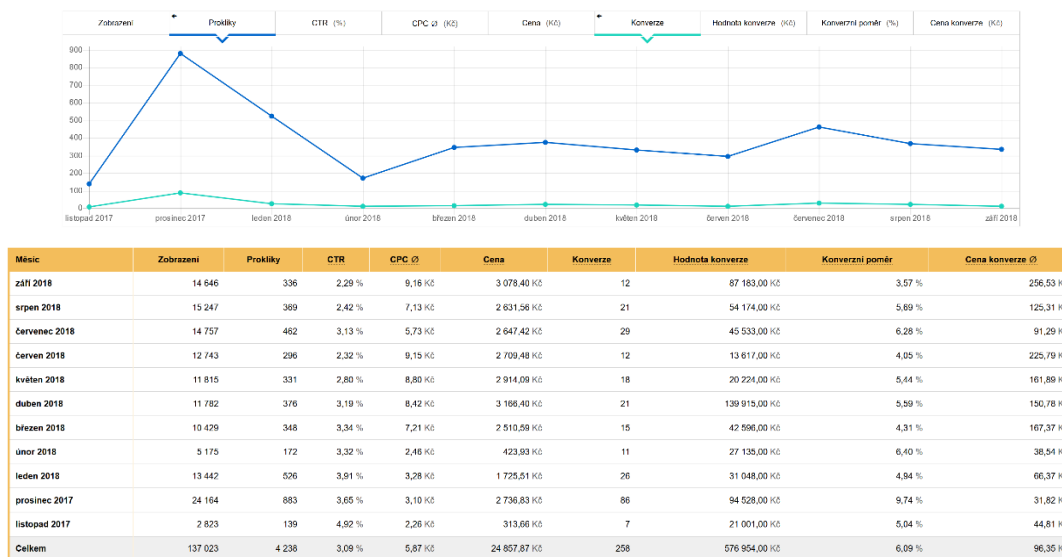 Zobrazení Prokliky CTR (%) CPC Ø (Kč) Cena (Kč) Konverze Hodnota konverze (Kč) Konverzní poměr (%) Cena konverze (Kč)
900
800
700
600
500
400
300
200
100
0
listopad 2017 prosinec 2017 leden 2018 únor 2018 březen 2018 duben 2018 květen 2018 červen 2018 červenec 2018 srpen 2018 září 2018
Měsíc Zobrazení Prokliky CTR CPC Ø Cena Konverze Hodnota konverze Konverzní poměr Cena konverze Ø
září 2018 14 646 336 2,29 % 9,16 Kč 3 078,40 Kč 12 87 183,00 Kč 3,57 % 256,53 K
srpen 2018 15 247 369 2,42 % 7,13 Kč 2 631,56 Kč 21 54 174,00 Kč 5,69 % 125,31 K
červenec 2018 14 757 462 3,13 % 5,73 Kč 2 647,42 Kč 29 45 533,00 Kč 6,28 % 91,29 K
červen 2018 12 743 296 2,32 % 9,15 Kč 2 709,48 Kč 12 13 617,00 Kč 4,05 % 225,79 K
květen 2018 11 815 331 2,80 % 8,80 Kč 2 914,09 Kč 18 20 224,00 Kč 5,44 % 161,89 K
duben 2018 11 782 376 3,19 % 8,42 Kč 3 166,40 Kč 21 139 915,00 Kč 5,59 % 150,78 K
březen 2018 10 429 348 3,34 % 7,21 Kč 2 510,59 Kč 15 42 596,00 Kč 4,31 % 167,37 K
únor 2018 5 175 172 3,32 % 2,46 Kč 423,93 Kč 11 27 135,00 Kč 6,40 % 38,54 K
leden 2018 13 442 526 3,91 % 3,28 Kč 1 725,51 Kč 26 31 048,00 Kč 4,94 % 66,37 K
prosinec 2017 24 164 883 3,65 % 3,10 Kč 2 736,83 Kč 86 94 528,00 Kč 9,74 % 31,82 K
listopad 2017 2 823 139 4,92 % 2,26 Kč 313,66 Kč 7 21 001,00 Kč 5,04 % 44,81 K
Celkem 137 023 4 238 3,09 % 5,87 Kč 24 857,87 Kč 258 576 954,00 Kč 6,09 % 96,35 K